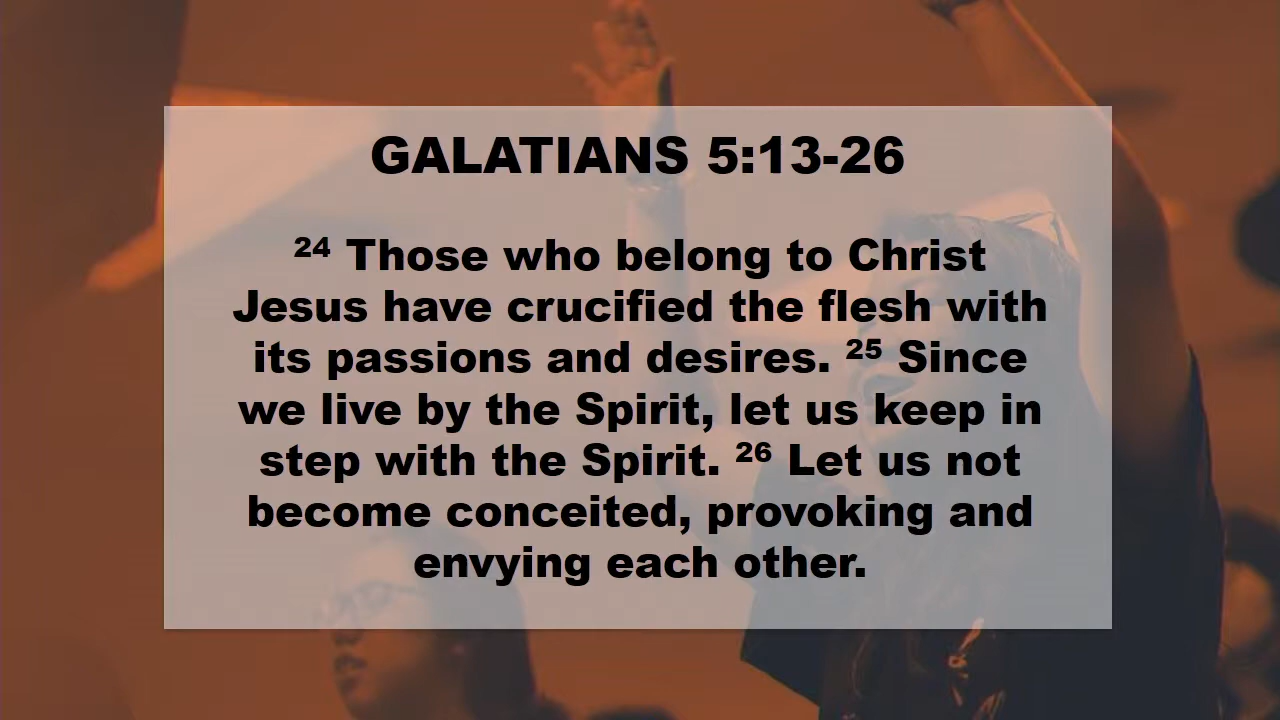 GALATIANS 5:13-26
24 Those who belong to Christ
Jesus have crucified the flesh with
its passions and desires. 25 Since
we live by the Spirit, let us keep in
step with the Spirit. 26 Let us not
become conceited, provoking and
envying each other.